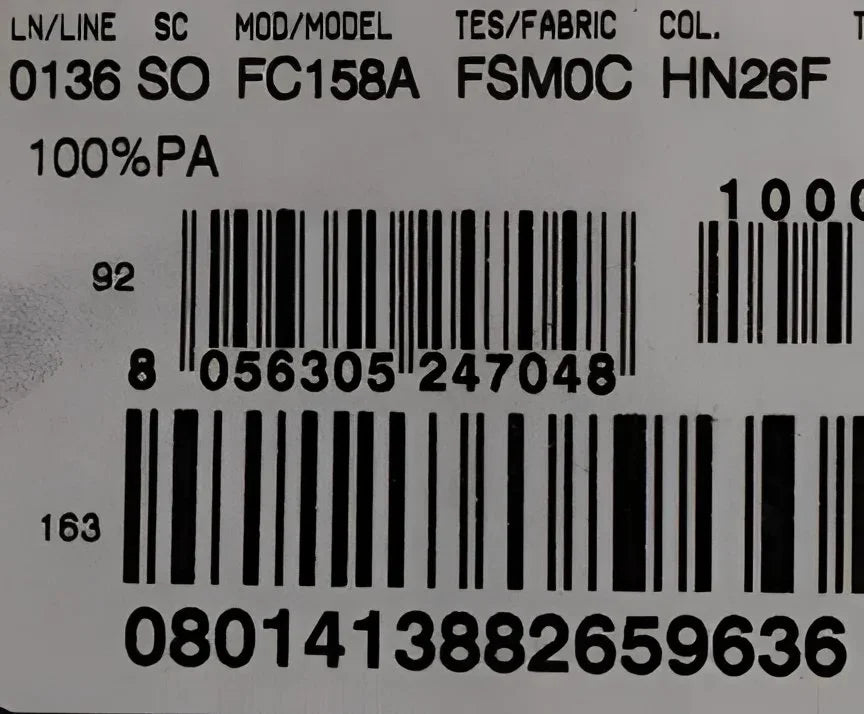 LN/LINE SC MOD/MODEL TES/FABRIC COL.
0136 SO FC158A FSM0C HN26F
100%PA
100
92
8 056305 247048
163
0801413882659636